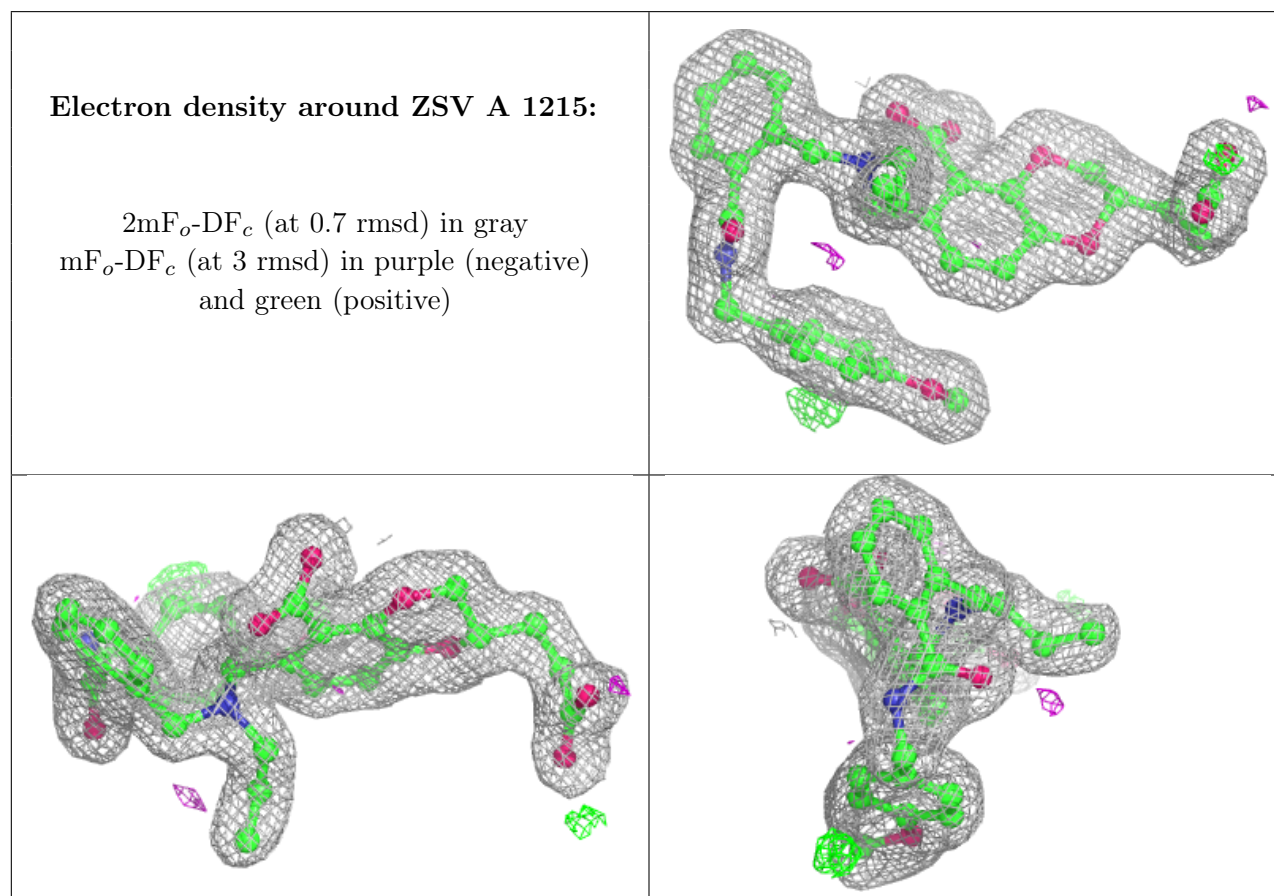 Electron density around ZSV A 1215:
2mFo-DFc (at 0.7 rmsd) in gray
mFo-DFc (at 3 rmsd) in purple (negative)
and green (positive)